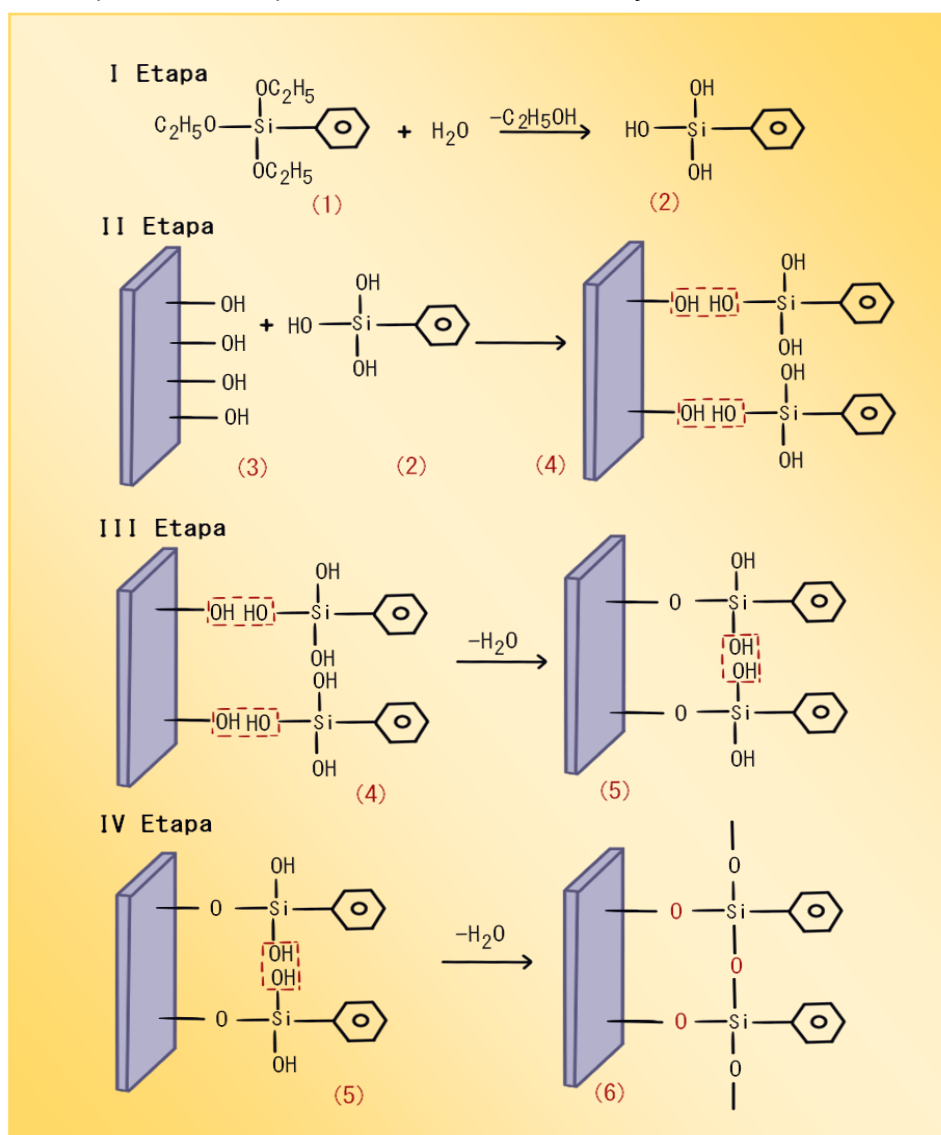 I Etapa
OC₂H₅
C₂H₅O Si + H₂O −C₂H₅OH
OC₂H₅
(1)
OH
HO Si
OH
(2)
II Etapa
OH
OH
OH
OH
(3)
+
OH
HO Si
OH
(2)
OH
OH HO Si
OH
OH
OH HO Si
OH
(4)
III Etapa
OH
OH HO Si
OH
OH
OH HO Si
OH
(4)
−H₂O
OH
O Si
OH
OH
O Si
OH
(5)
IV Etapa
OH
O Si
OH
OH
O Si
OH
(5)
−H₂O
O
O Si
O
O Si
O
(6)